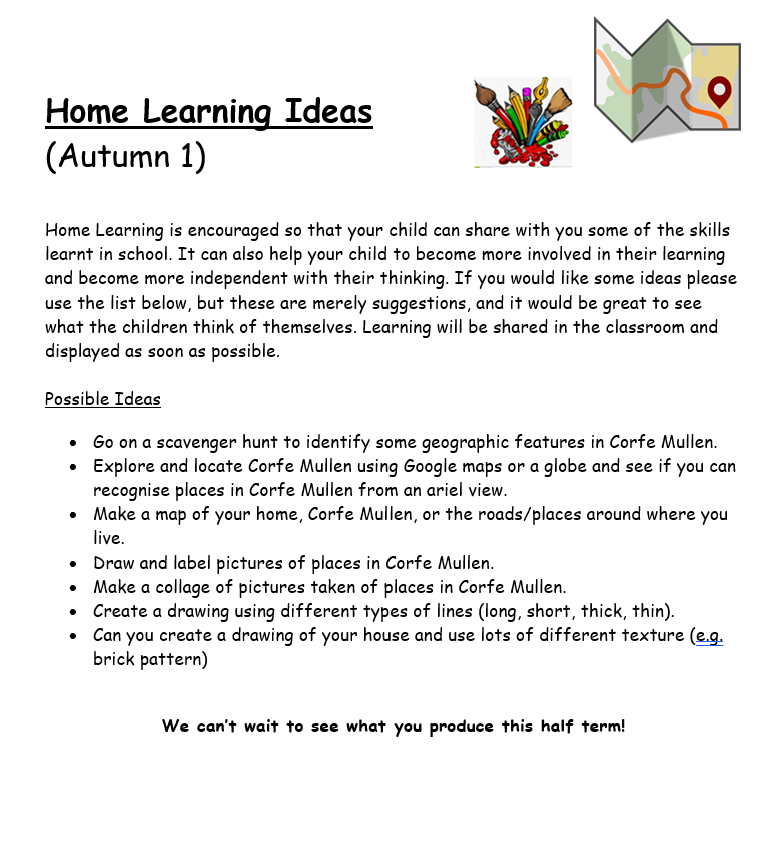 Home Learning Ideas
(Autumn 1)
Home Learning is encouraged so that your child can share with you some of the skills
learnt in school. It can also help your child to become more involved in their learning
and become more independent with their thinking. If you would like some ideas please
use the list below, but these are merely suggestions, and it would be great to see
what the children think of themselves. Learning will be shared in the classroom and
displayed as soon as possible.
Possible Ideas
• Go on a scavenger hunt to identify some geographic features in Corfe Mullen.
• Explore and locate Corfe Mullen using Google maps or a globe and see if you can
recognise places in Corfe Mullen from an ariel view.
• Make a map of your home, Corfe Mullen, or the roads/places around where you
live.
• Draw and label pictures of places in Corfe Mullen.
• Make a collage of pictures taken of places in Corfe Mullen.
• Create a drawing using different types of lines (long, short, thick, thin).
• Can you create a drawing of your house and use lots of different texture (e.g.
brick pattern)
We can't wait to see what you produce this half term!